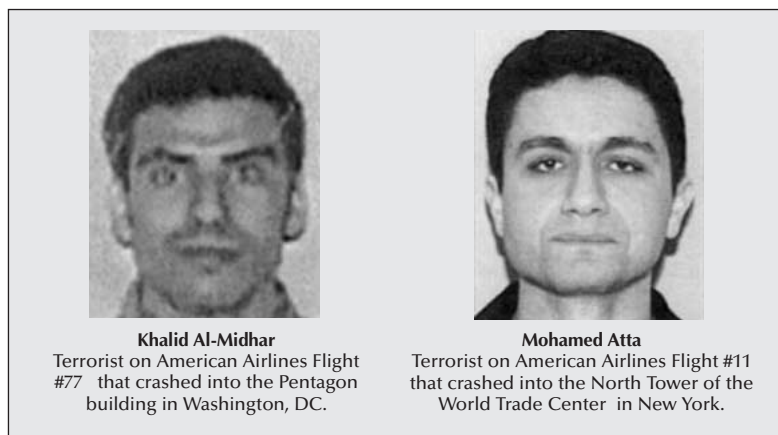 Khalid Al-Midhar
Terrorist on American Airlines Flight
#77 that crashed into the Pentagon
building in Washington, DC.
Mohamed Atta
Terrorist on American Airlines Flight #11
that crashed into the North Tower of the
World Trade Center in New York.